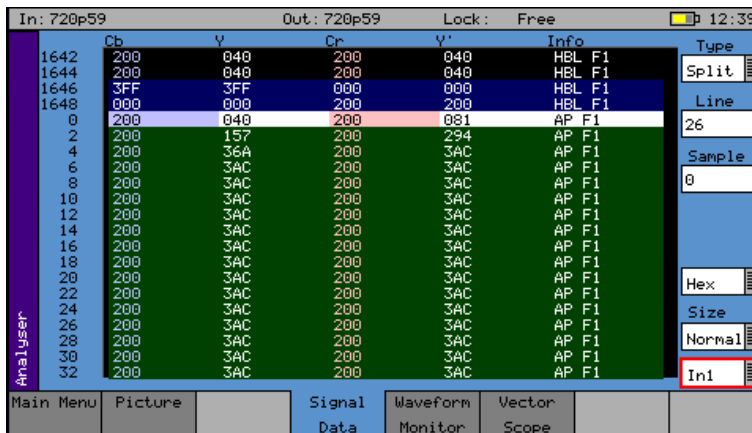 In: 720p59 Out: 720p59 Lock: Free 12:39
Cb Y Cr Y' Info
1642 200 040 200 040 HBL F1
1644 200 040 200 040 HBL F1
1646 3FF 3FF 000 000 HBL F1
1648 000 000 200 200 HBL F1
0 200 040 200 081 AP F1
2 200 157 200 294 AP F1
4 200 36A 200 3AC AP F1
6 200 3AC 200 3AC AP F1
8 200 3AC 200 3AC AP F1
10 200 3AC 200 3AC AP F1
12 200 3AC 200 3AC AP F1
14 200 3AC 200 3AC AP F1
16 200 3AC 200 3AC AP F1
18 200 3AC 200 3AC AP F1
20 200 3AC 200 3AC AP F1
22 200 3AC 200 3AC AP F1
24 200 3AC 200 3AC AP F1
26 200 3AC 200 3AC AP F1
28 200 3AC 200 3AC AP F1
30 200 3AC 200 3AC AP F1
32 200 3AC 200 3AC AP F1
Analyser
Type
Split
Line
26
Sample
0
Hex
Size
Normal
In1
Main Menu
Picture
Signal
Data
Waveform
Monitor
Vector
Scope